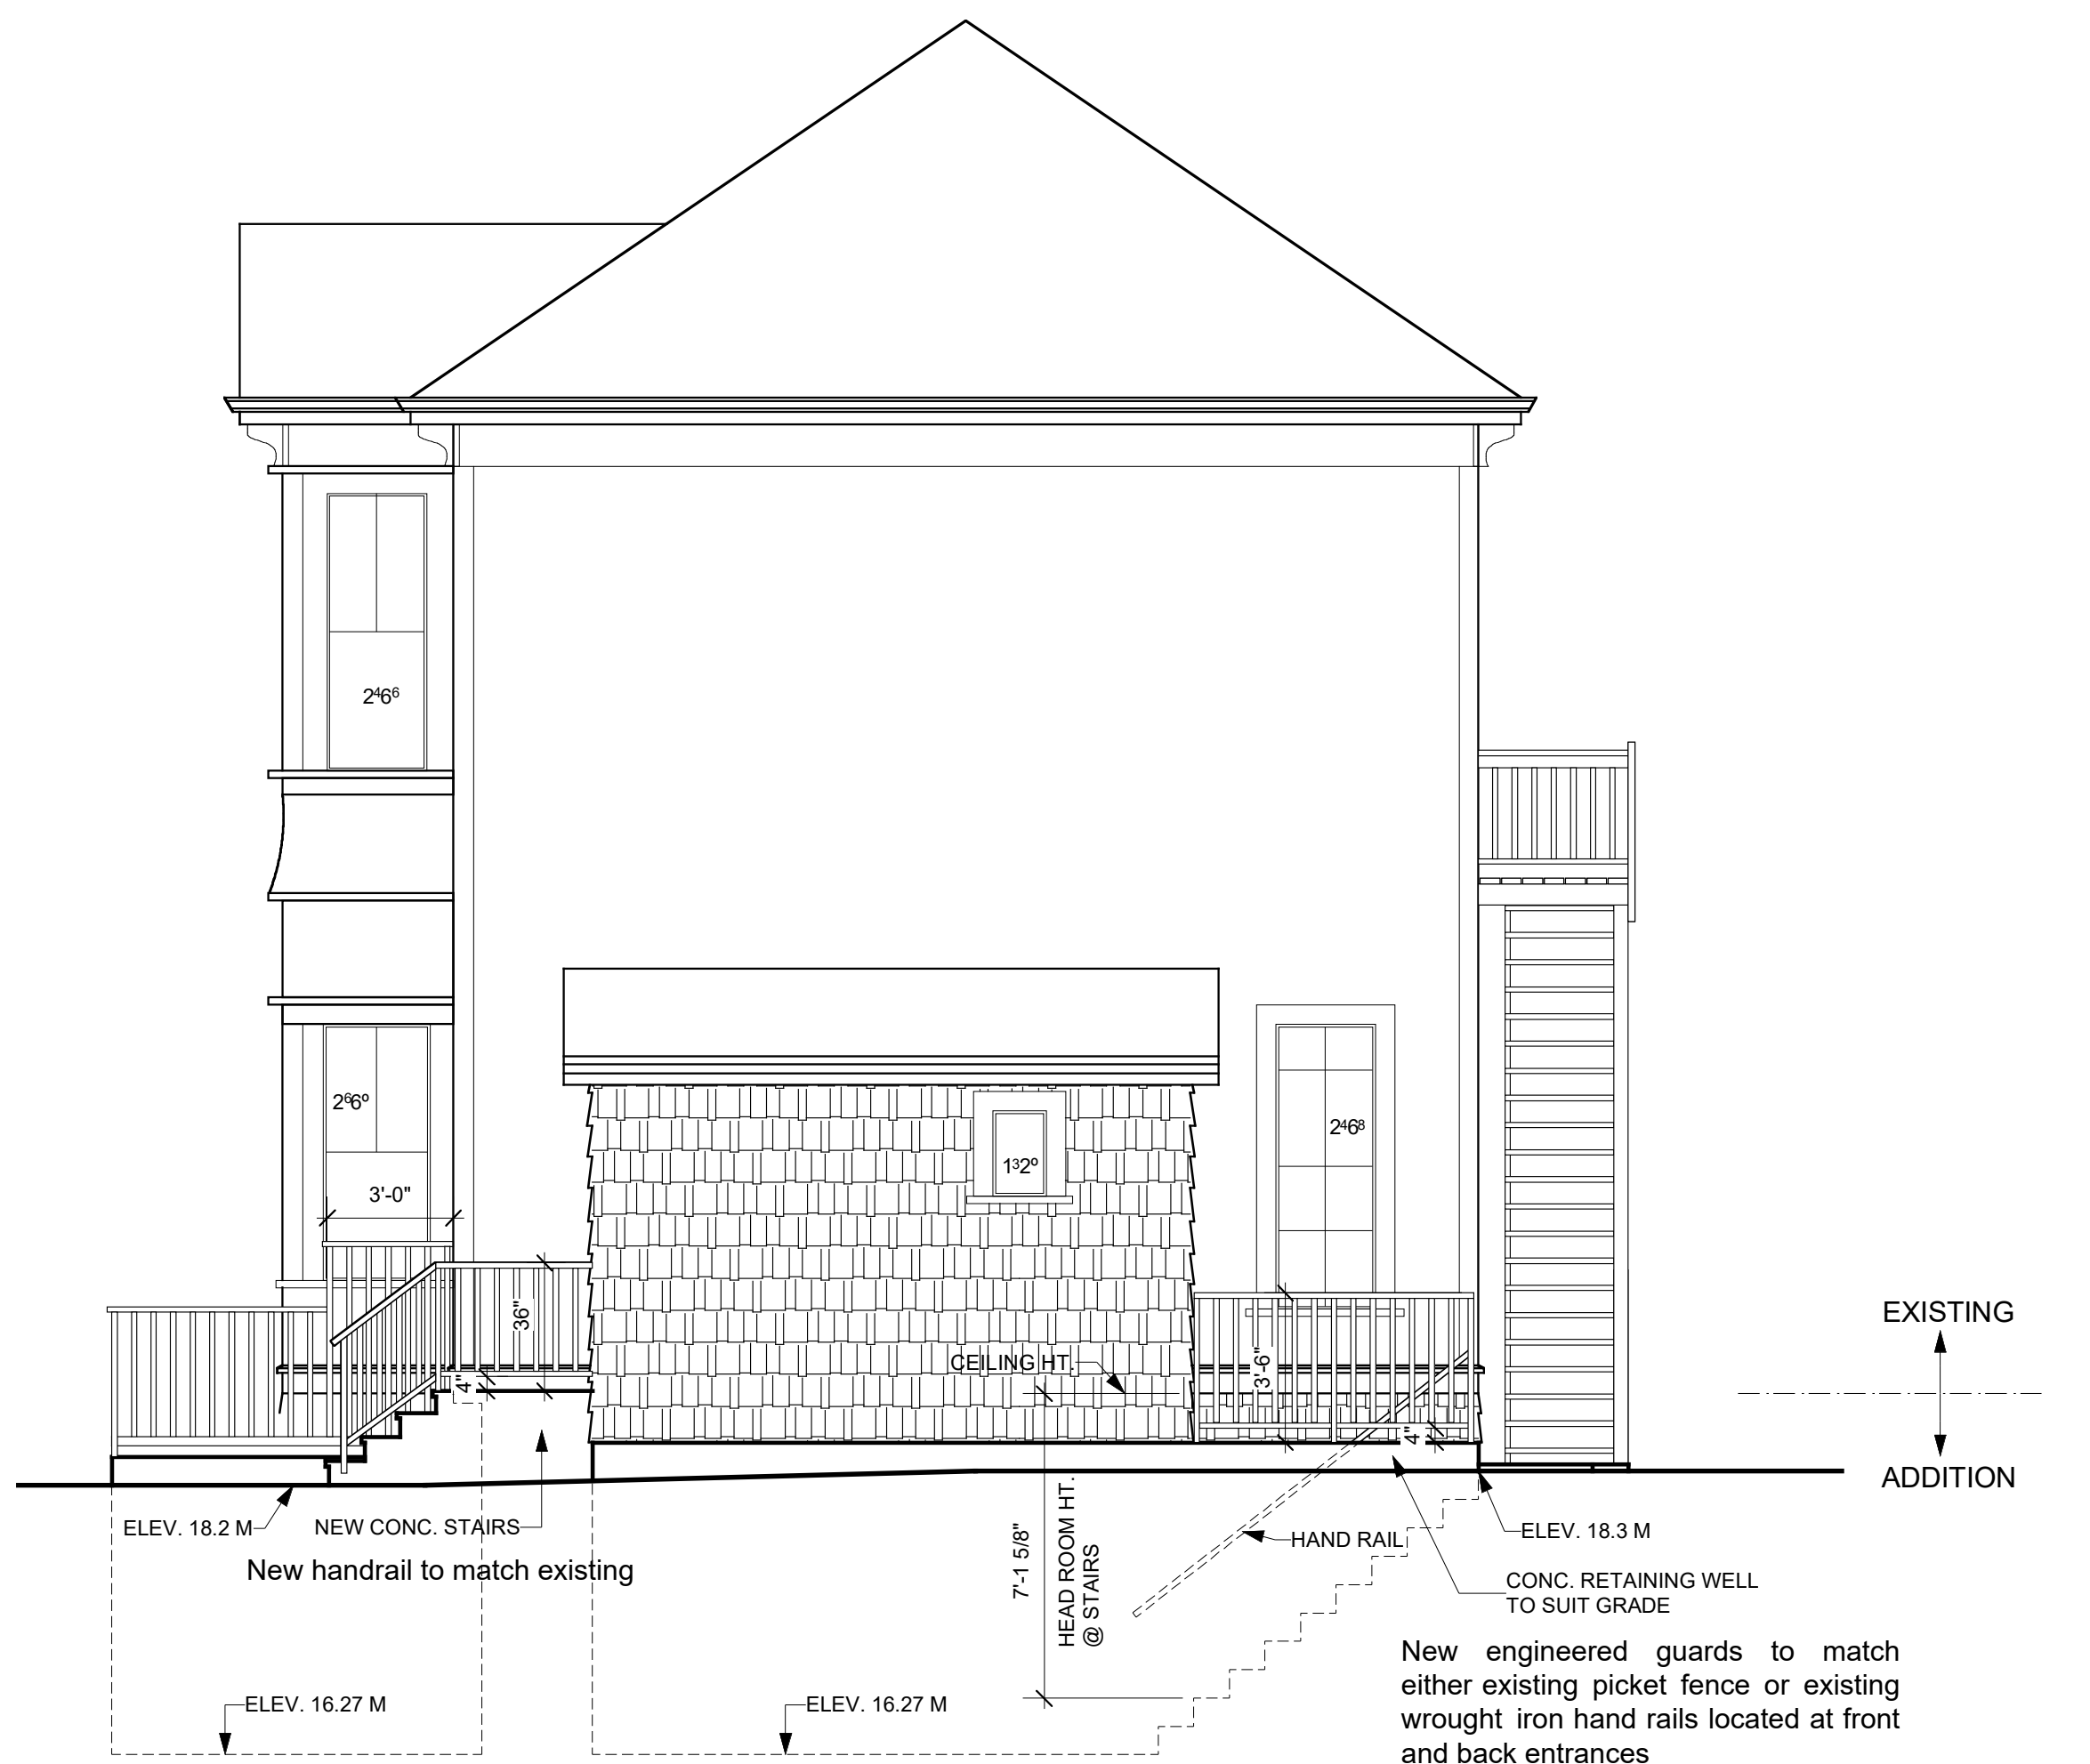 2⁴6⁶
2⁶6⁰
2⁴6⁸
1³2⁰
3'-0"
36"
4"
CEILING HT.
3'-6"
4"
EXISTING
ADDITION
ELEV. 18.2 M
NEW CONC. STAIRS
New handrail to match existing
7'-1 5/8"
HEAD ROOM HT.
@ STAIRS
HAND RAIL
ELEV. 18.3 M
CONC. RETAINING WELL
TO SUIT GRADE
New engineered guards to match
either existing picket fence or existing
wrought iron hand rails located at front
and back entrances
ELEV. 16.27 M
ELEV. 16.27 M